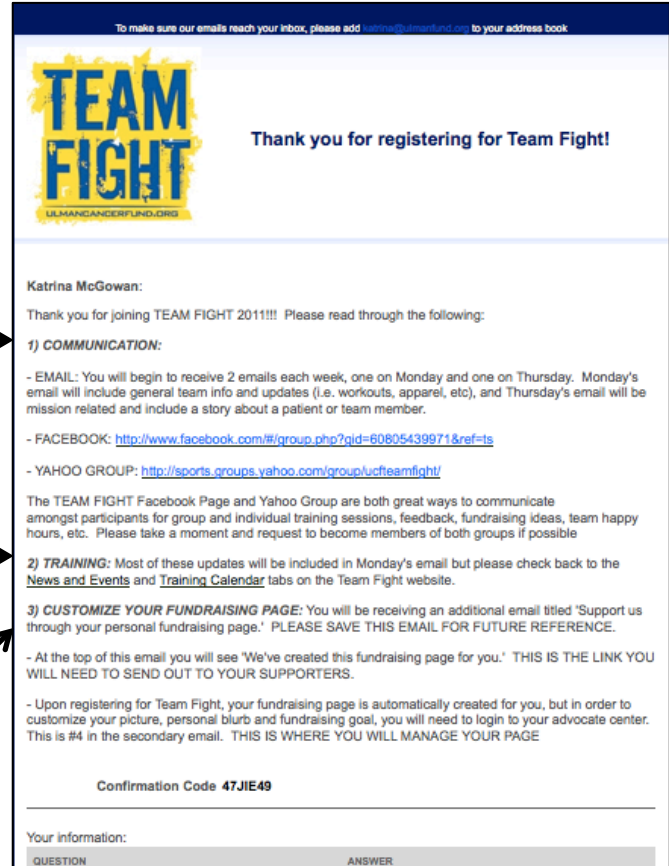 To make sure our emails reach your inbox, please add katrina@ulmanfund.org to your address book
TEAM
FIGHT
ULMANCANCERFUND.ORG
Thank you for registering for Team Fight!
Katrina McGowan:
Thank you for joining TEAM FIGHT 2011!!! Please read through the following:
1) COMMUNICATION:
- EMAIL: You will begin to receive 2 emails each week, one on Monday and one on Thursday. Monday's
email will include general team info and updates (i.e. workouts, apparel, etc), and Thursday's email will be
mission related and include a story about a patient or team member.
- FACEBOOK: http://www.facebook.com/#/group.php?gid=60805439971&ref=ts
- YAHOO GROUP: http://sports.groups.yahoo.com/group/ucfteamfight/
The TEAM FIGHT Facebook Page and Yahoo Group are both great ways to communicate
amongst participants for group and individual training sessions, feedback, fundraising ideas, team happy
hours, etc. Please take a moment and request to become members of both groups if possible
2) TRAINING: Most of these updates will be included in Monday's email but please check back to the
News and Events and Training Calendar tabs on the Team Fight website.
3) CUSTOMIZE YOUR FUNDRAISING PAGE: You will be receiving an additional email titled 'Support us
through your personal fundraising page.' PLEASE SAVE THIS EMAIL FOR FUTURE REFERENCE.
- At the top of this email you will see 'We've created this fundraising page for you.' THIS IS THE LINK YOU
WILL NEED TO SEND OUT TO YOUR SUPPORTERS.
- Upon registering for Team Fight, your fundraising page is automatically created for you, but in order to
customize your picture, personal blurb and fundraising goal, you will need to login to your advocate center.
This is #4 in the secondary email. THIS IS WHERE YOU WILL MANAGE YOUR PAGE
Confirmation Code 47JIE49
Your information:
QUESTION ANSWER